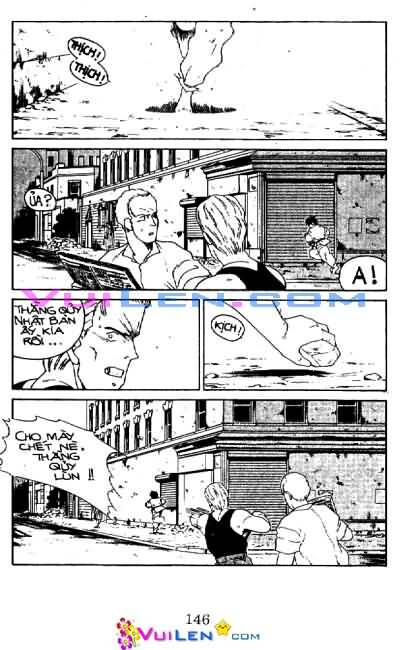 THỊCH!
THỊCH!
ỦA?
A!
VUILEN.COM
THẰNG QUỶ
NHẬT BẢN
ẤY KÌA
RỒI...
KỊCH!
CHO MÀY
CHẾT NÈ,
THẰNG
QUỶ
LÙN!!
146
VUILEN.COM